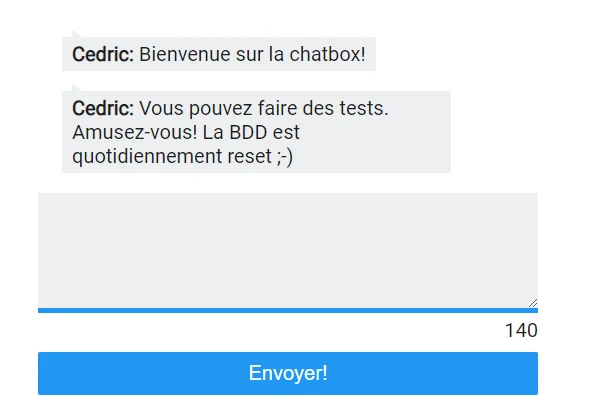 Cedric: Bienvenue sur la chatbox!
Cedric: Vous pouvez faire des tests.
Amusez-vous! La BDD est
quotidiennement reset ;-)
140
Envoyer!